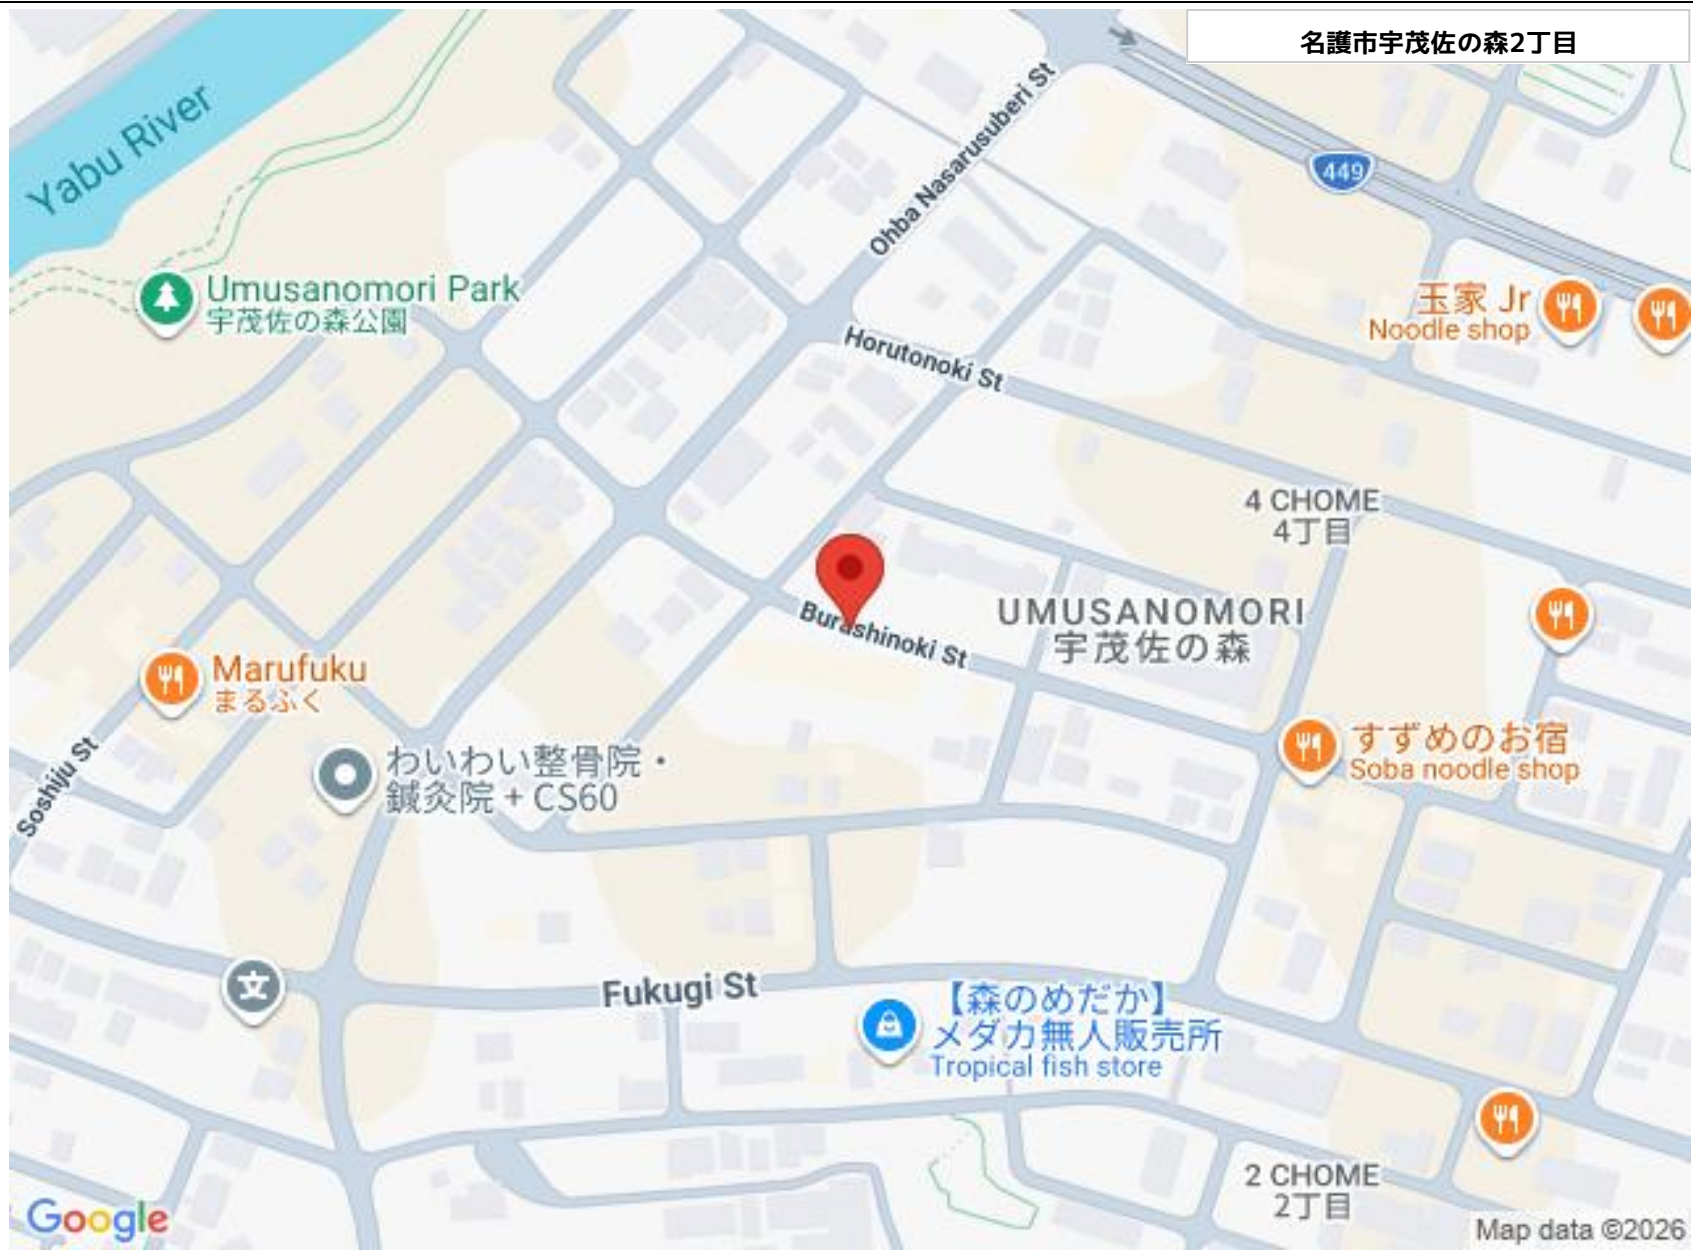 名護市宇茂佐の森2丁目
Yabu River
Ohba Nasarusuberi St
449
Umusanomori Park
宇茂佐の森公園
玉家 Jr
Noodle shop
Horutonoki St
4 CHOME
4丁目
Burashinoki St
UMUSANOMORI
宇茂佐の森
Marufuku
まるふく
すずめのお宿
Soba noodle shop
わいわい整骨院・
鍼灸院 + CS60
Soshiju St
文
Fukugi St
【森のめだか】
メダカ無人販売所
Tropical fish store
2 CHOME
2丁目
Google
Map data ©2026